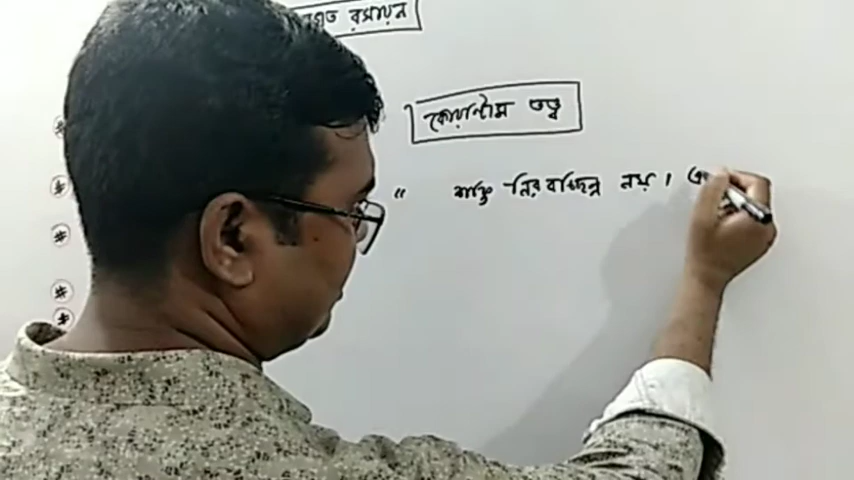 রসায়ন
কোয়ান্টাম তত্ত্ব
" শক্তি নিরবচ্ছিন্ন নয়।